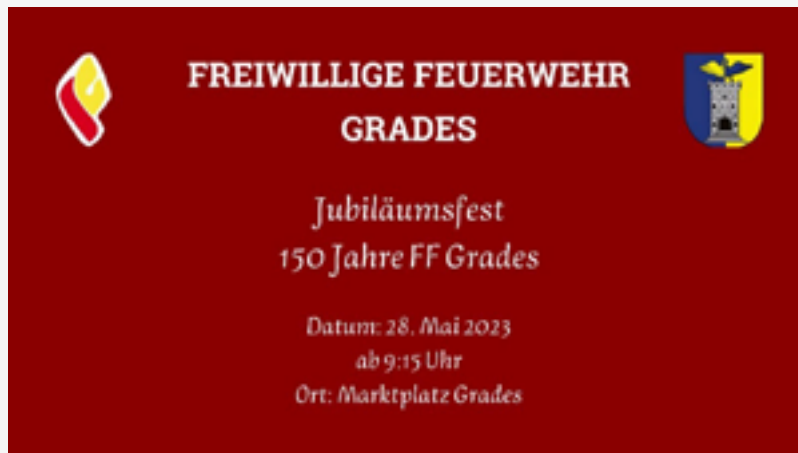 FREIWILLIGE FEUERWEHR
GRADES
Jubiläumsfest
150 Jahre FF Grades
Datum: 28. Mai 2023
ab 9:15 Uhr
Ort: Marktplatz Grades